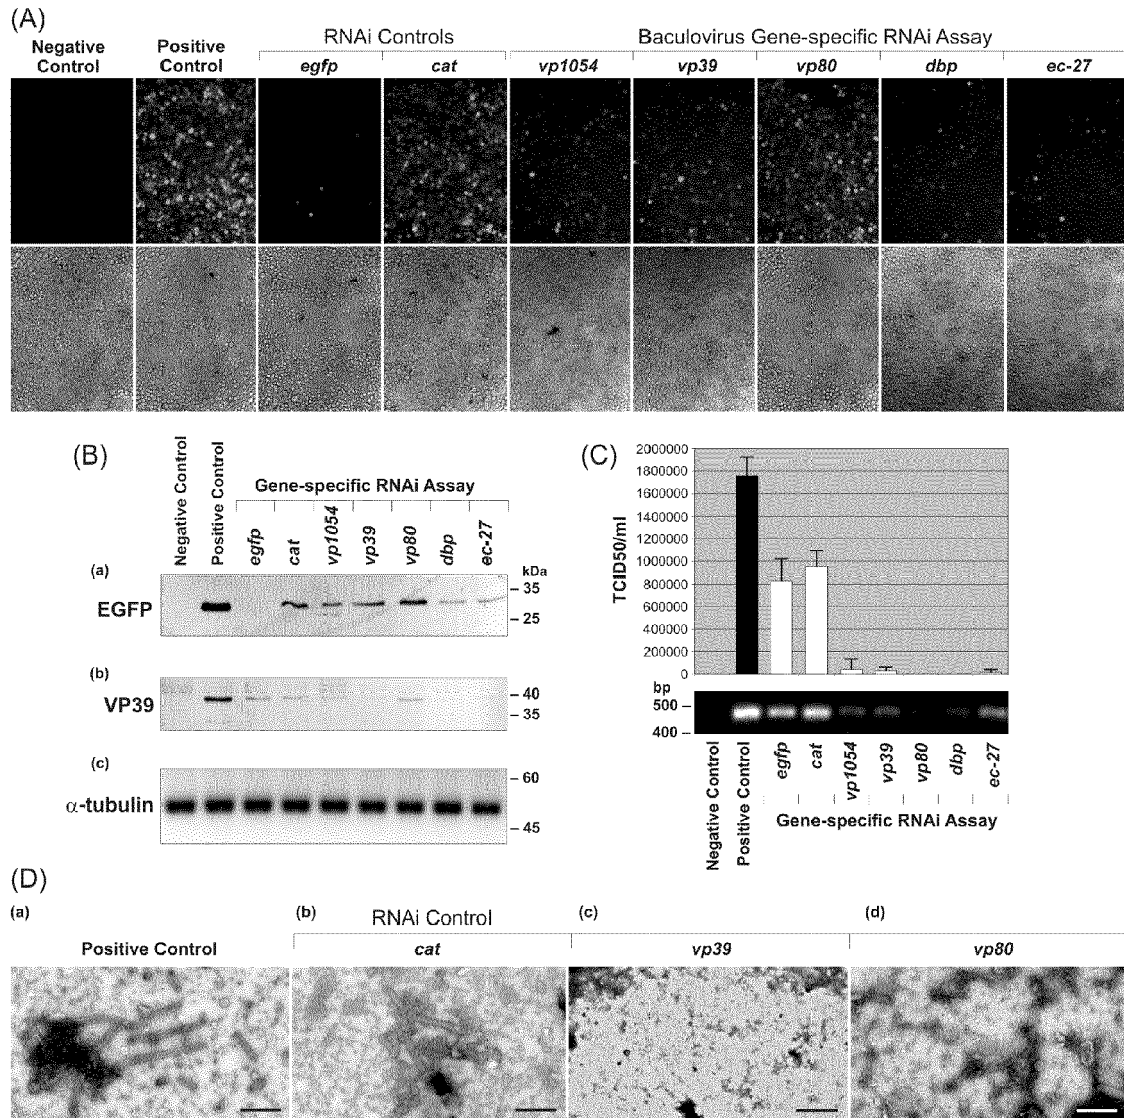 (A)
Negative Control
Positive Control
RNAi Controls
Baculovirus Gene-specific RNAi Assay
egfp
cat
vp1054
vp39
vp80
dbp
ec-27
(B)
Negative Control
Positive Control
Gene-specific RNAi Assay
egfp
cat
vp1054
vp39
vp80
dbp
ec-27
(a)
kDa
EGFP
35
25
(b)
VP39
40
35
(c)
α-tubulin
60
45
(C)
TCID50/ml
2000000
1800000
1600000
1400000
1200000
1000000
800000
600000
400000
200000
0
bp
500
400
Negative Control
Positive Control
egfp
cat
vp1054
vp39
vp80
dbp
ec-27
Gene-specific RNAi Assay
(D)
(a)
Positive Control
(b)
RNAi Control
cat
(c)
vp39
(d)
vp80